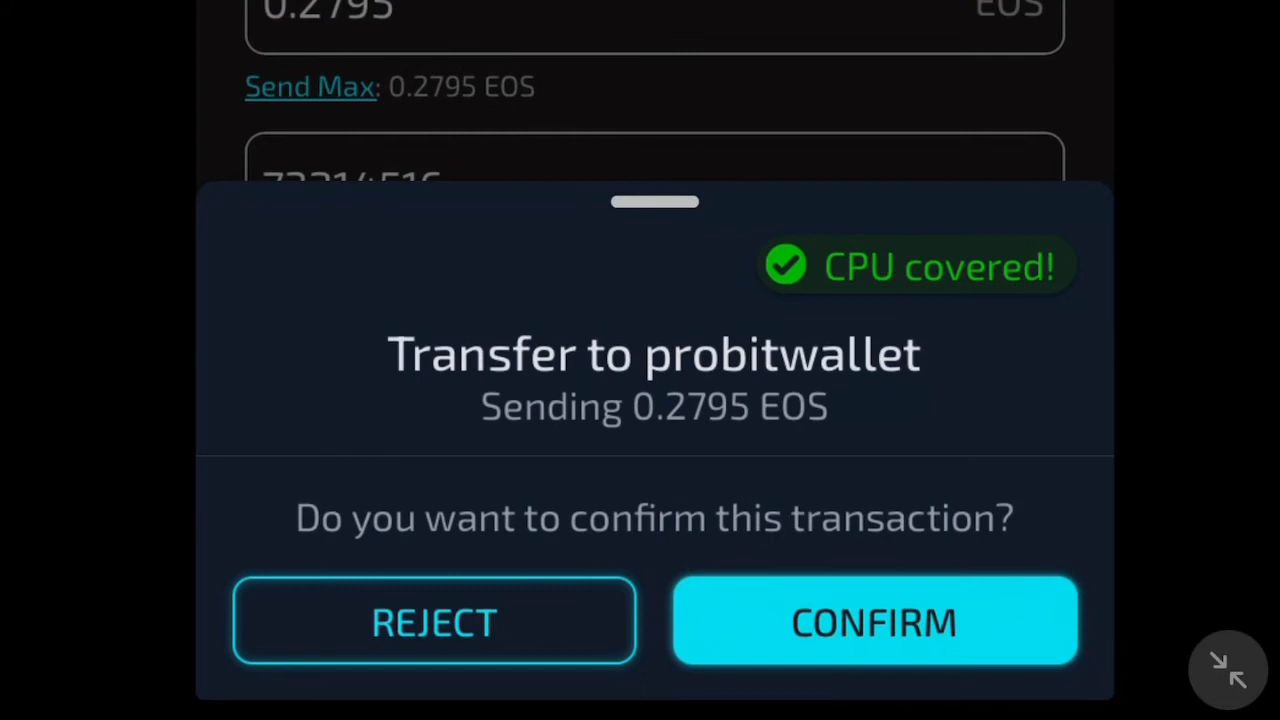 0.2795 EOS
Send Max: 0.2795 EOS
CPU covered!
Transfer to probitwallet
Sending 0.2795 EOS
Do you want to confirm this transaction?
REJECT CONFIRM